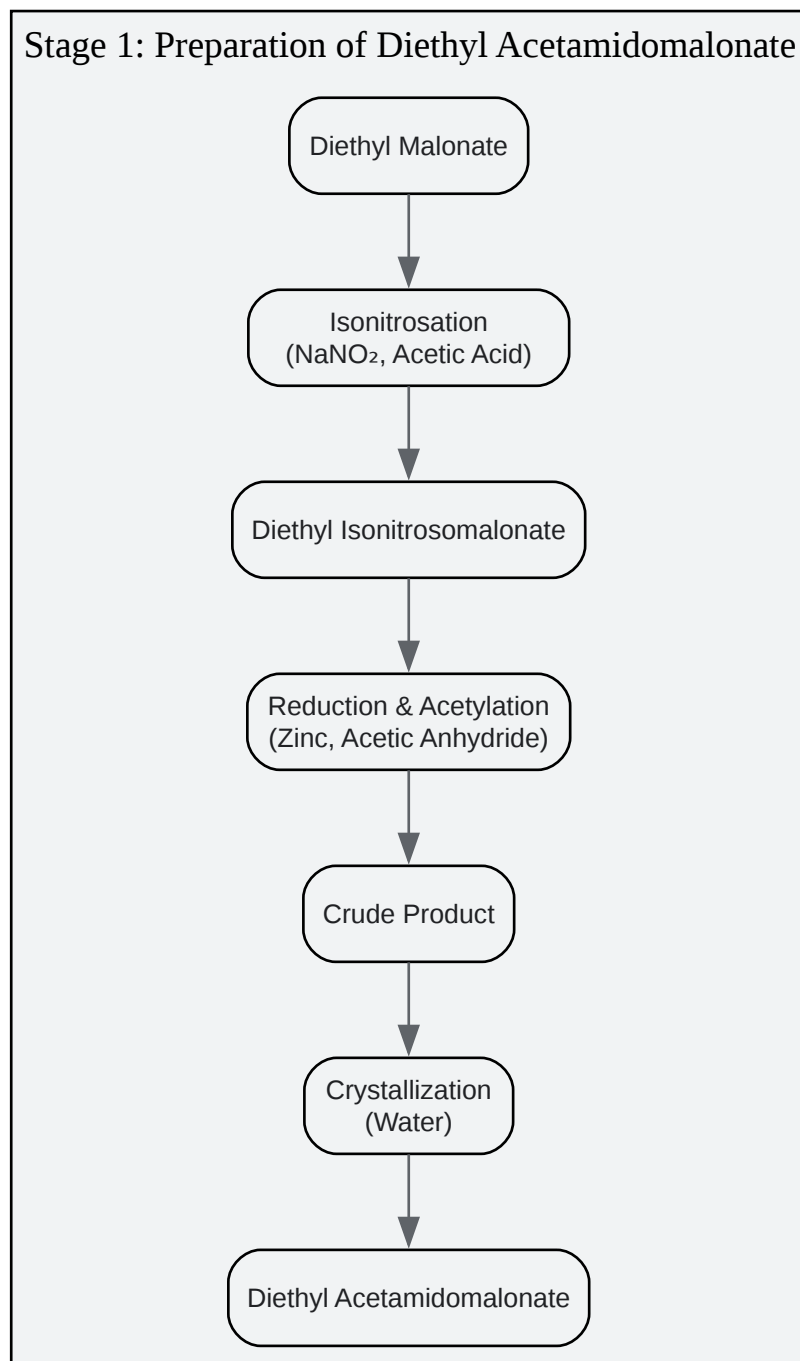 Stage 1: Preparation of Diethyl Acetamidomalonate
Diethyl Malonate
Isonitrosation
(NaNO₂, Acetic Acid)
Diethyl Isonitrosomalonate
Reduction & Acetylation
(Zinc, Acetic Anhydride)
Crude Product
Crystallization
(Water)
Diethyl Acetamidomalonate